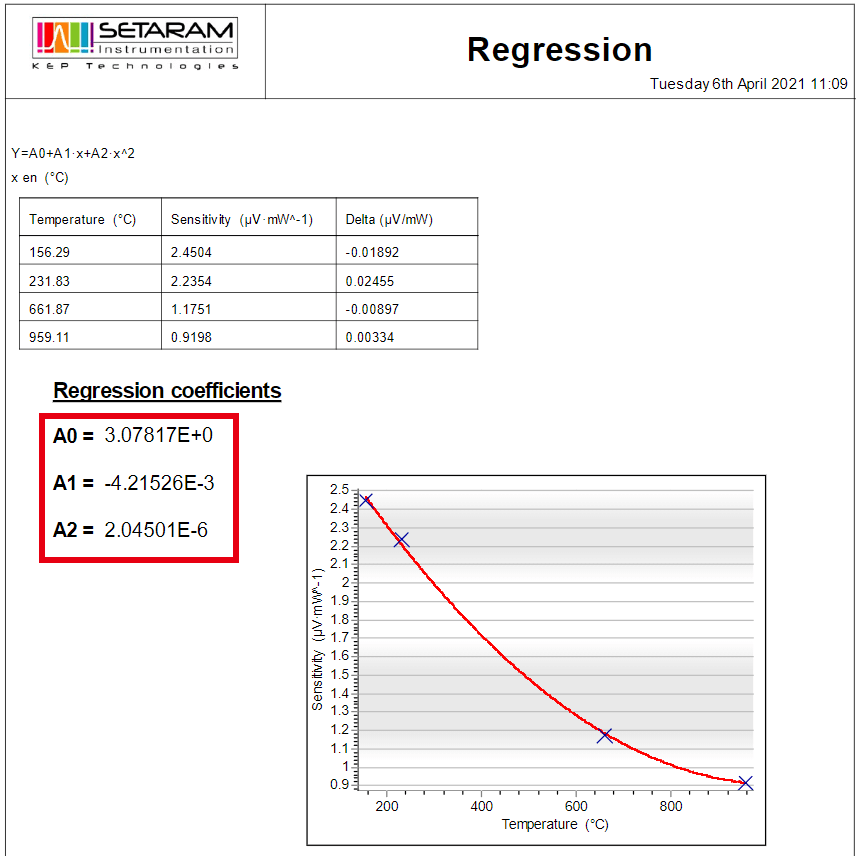 SETARAM
Instrumentation
K&P Technologies
Regression
Tuesday 6th April 2021 11:09
Y=A0+A1·x+A2·x^2
x en (°C)
Temperature (°C) Sensitivity (µV·mW^-1) Delta (µV/mW)
156.29 2.4504 -0.01892
231.83 2.2354 0.02455
661.87 1.1751 -0.00897
959.11 0.9198 0.00334
Regression coefficients
A0 = 3.07817E+0
A1 = -4.21526E-3
A2 = 2.04501E-6
Sensitivity (µV·mW^-1)
2.5
2.4
2.3
2.2
2.1
2
1.9
1.8
1.7
1.6
1.5
1.4
1.3
1.2
1.1
1
0.9
200 400 600 800
Temperature (°C)